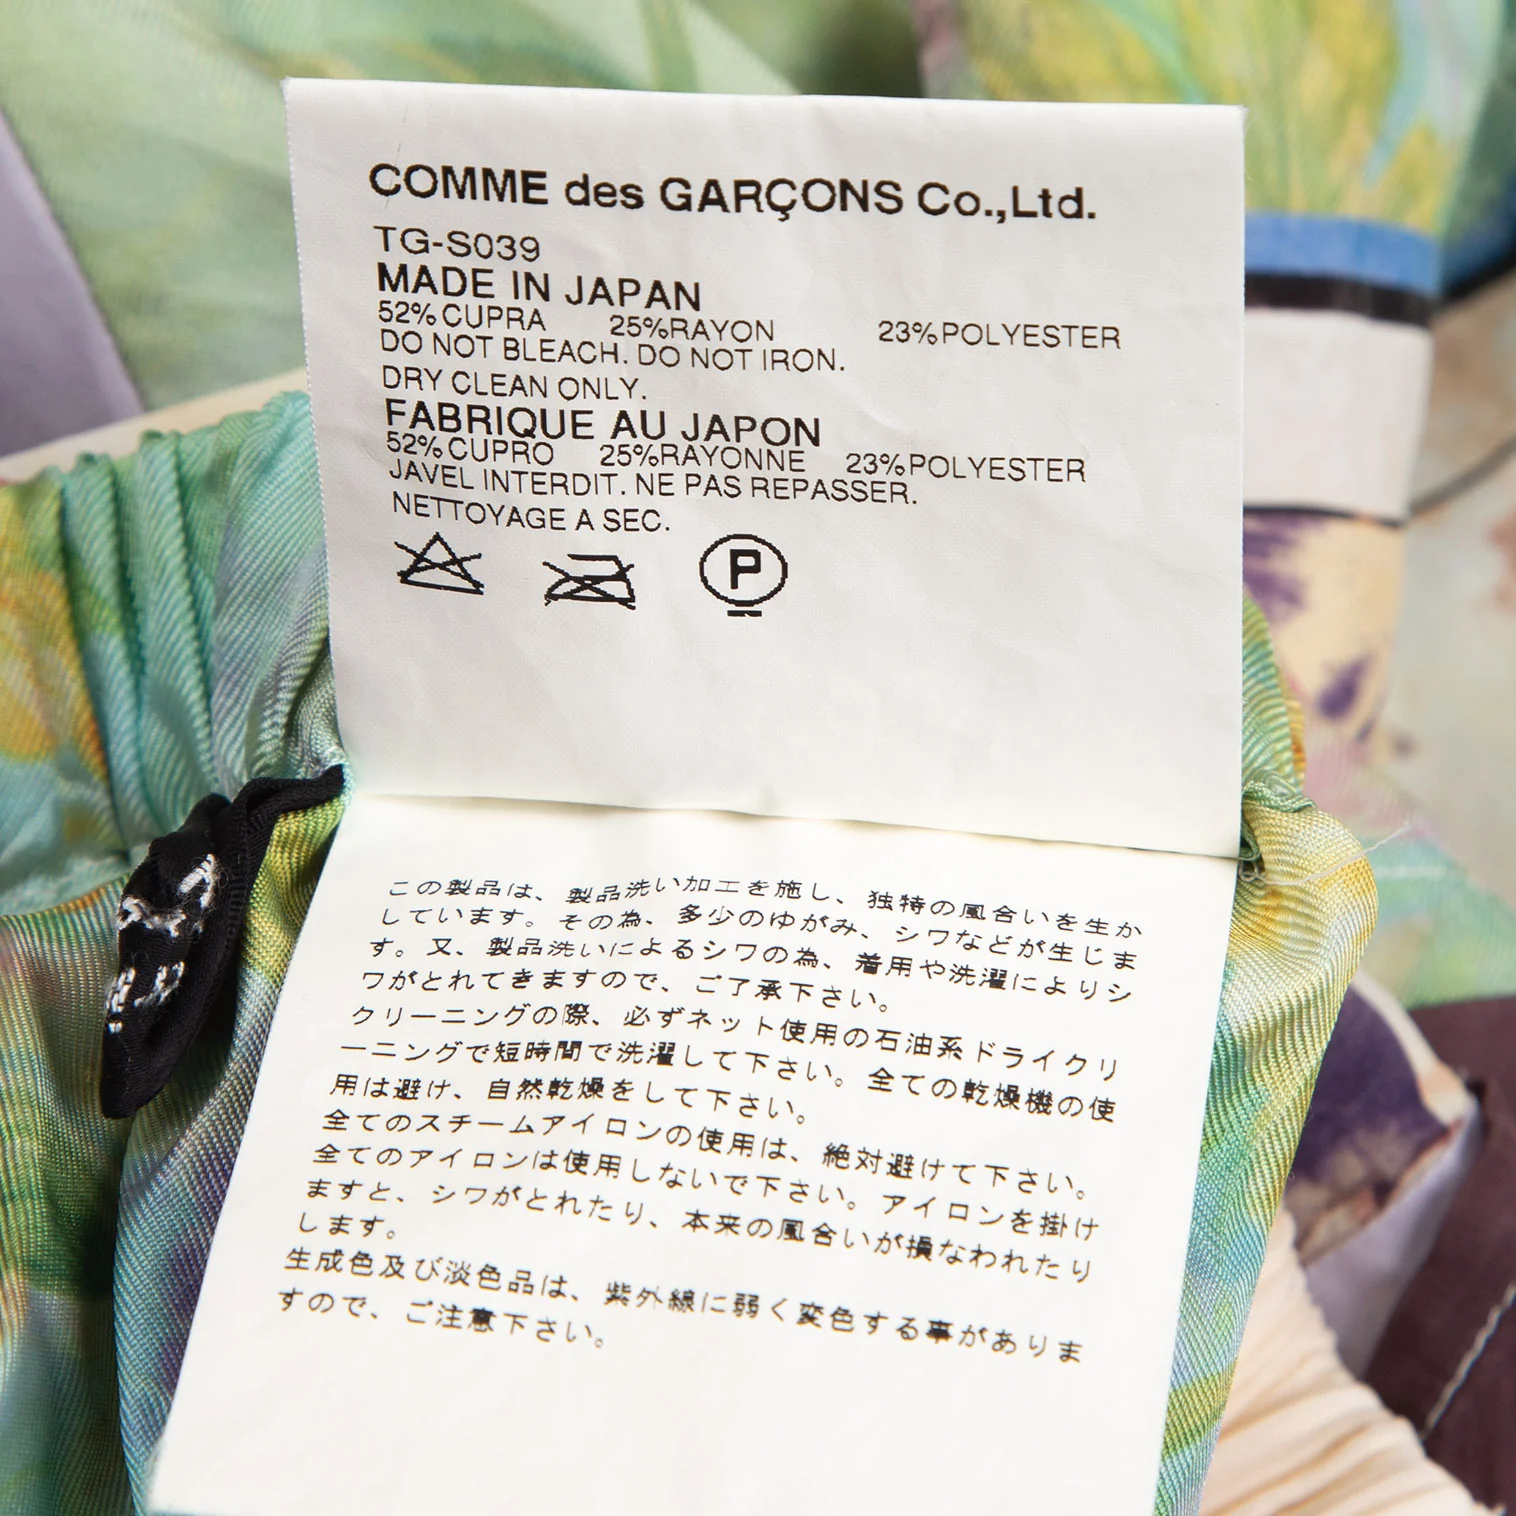 COMME des GARÇONS Co.,Ltd.
TG-S039
MADE IN JAPAN
52%CUPRA 25%RAYON 23%POLYESTER
DO NOT BLEACH. DO NOT IRON.
DRY CLEAN ONLY.
FABRIQUE AU JAPON
52%CUPRO 25%RAYONNE 23%POLYESTER
JAVEL INTERDIT. NE PAS REPASSER.
NETTOYAGE A SEC.
P
この製品は、製品洗い加工を施し、独特の風合いを生か
しています。その為、多少のゆがみ、シワなどが生じま
す。又、製品洗いによるシワの為、着用や洗濯によりシ
ワがとれてきますので、ご了承下さい。
クリーニングの際、必ずネット使用の石油系ドライクリ
ーニングで短時間で洗濯して下さい。全ての乾燥機の使
用は避け、自然乾燥をして下さい。
全てのスチームアイロンの使用は、絶対避けて下さい。
全てのアイロンは使用しないで下さい。アイロンを掛け
ますと、シワがとれたり、本来の風合いが損なわれたり
します。
生成色及び淡色品は、紫外線に弱く変色する事がありま
すので、ご注意下さい。